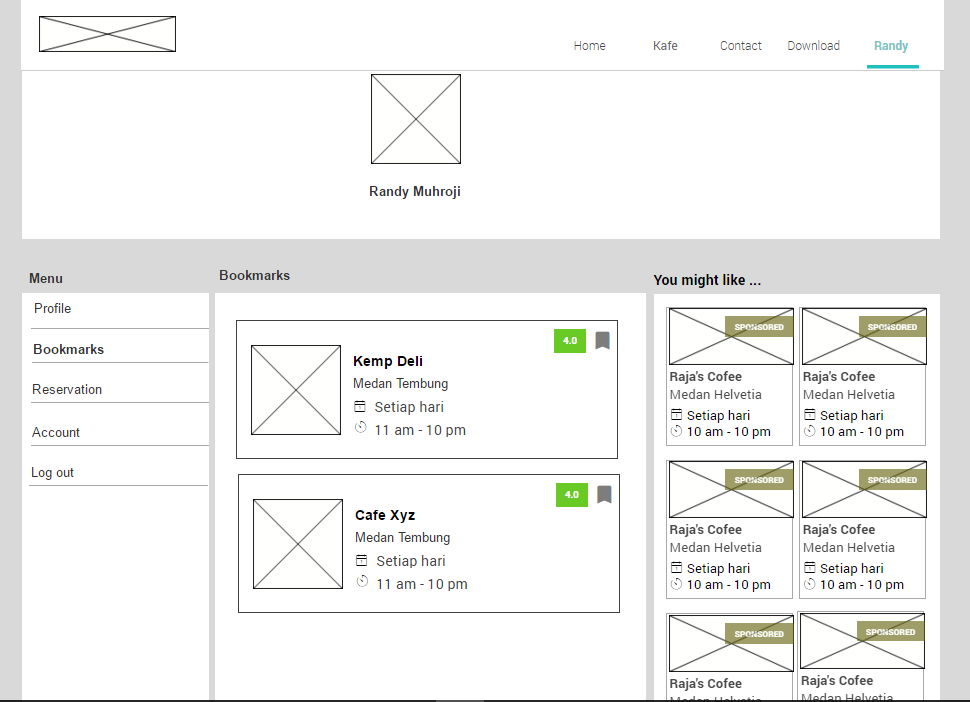 Home Kafe Contact Download Randy
Randy Muhroji
Menu
Profile
Bookmarks
Reservation
Account
Log out
Bookmarks
4.0
Kemp Deli
Medan Tembung
Setiap hari
11 am - 10 pm
4.0
Cafe Xyz
Medan Tembung
Setiap hari
11 am - 10 pm
You might like ...
SPONSORED
Raja's Cofee
Medan Helvetia
Setiap hari
10 am - 10 pm
SPONSORED
Raja's Cofee
Medan Helvetia
Setiap hari
10 am - 10 pm
SPONSORED
Raja's Cofee
Medan Helvetia
Setiap hari
10 am - 10 pm
SPONSORED
Raja's Cofee
Medan Helvetia
Setiap hari
10 am - 10 pm
SPONSORED
Raja's Cofee
Medan Helvetia
SPONSORED
Raja's Cofee
Medan Helvetia